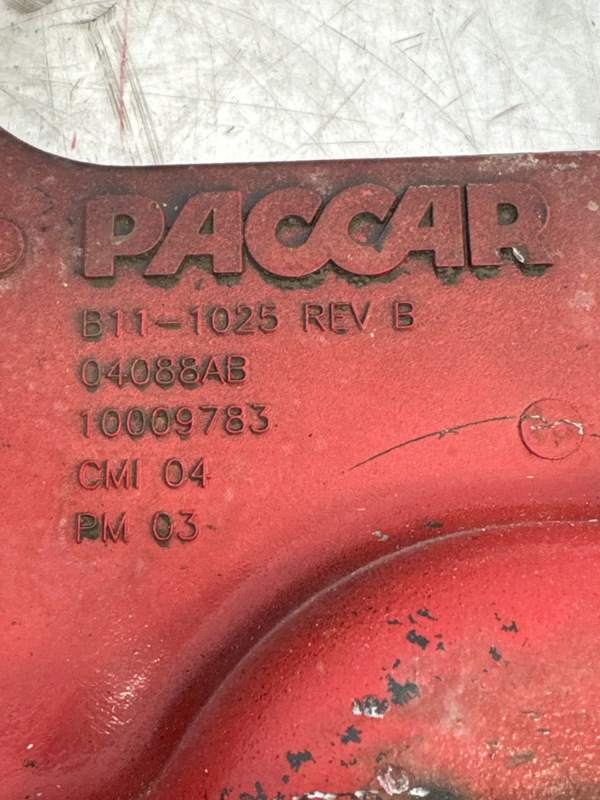 PACCAR
B11-1025 REV B
04088AB
10009783
CMI 04
PM 03